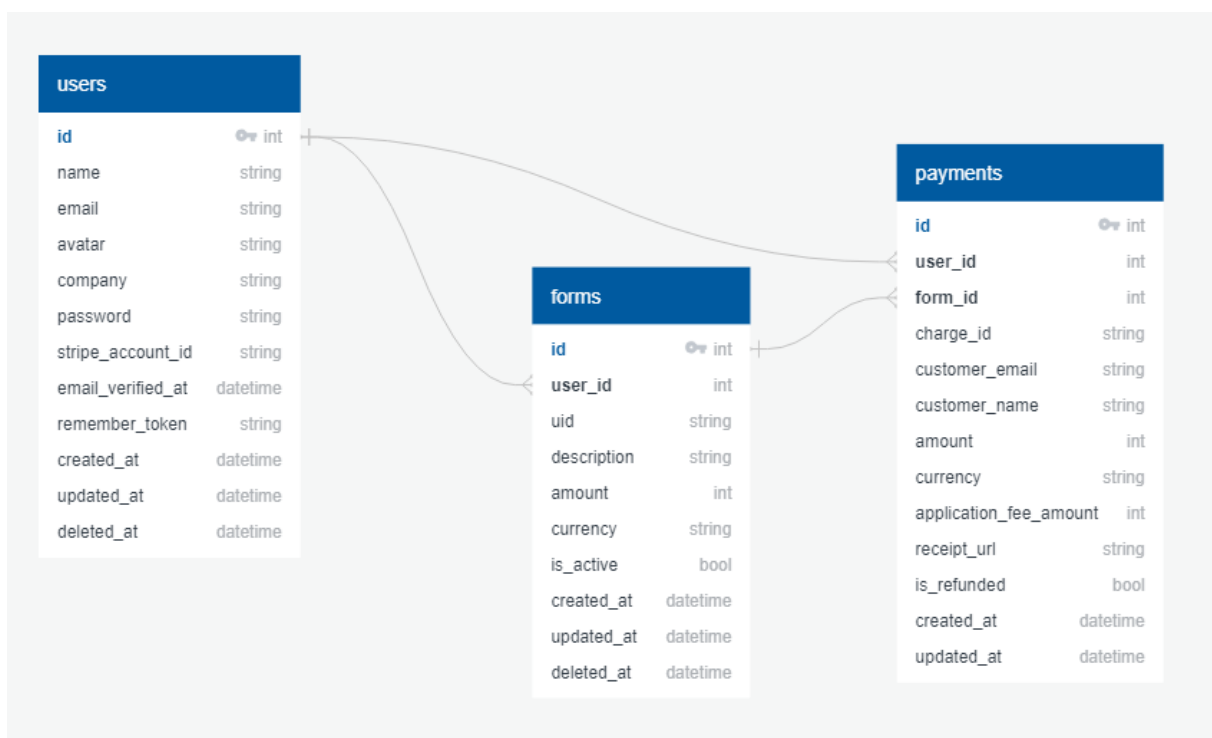 users
id int
name string
email string
avatar string
company string
password string
stripe_account_id string
email_verified_at datetime
remember_token string
created_at datetime
updated_at datetime
deleted_at datetime
forms
id int
user_id int
uid string
description string
amount int
currency string
is_active bool
created_at datetime
updated_at datetime
deleted_at datetime
payments
id int
user_id int
form_id int
charge_id string
customer_email string
customer_name string
amount int
currency string
application_fee_amount int
receipt_url string
is_refunded bool
created_at datetime
updated_at datetime